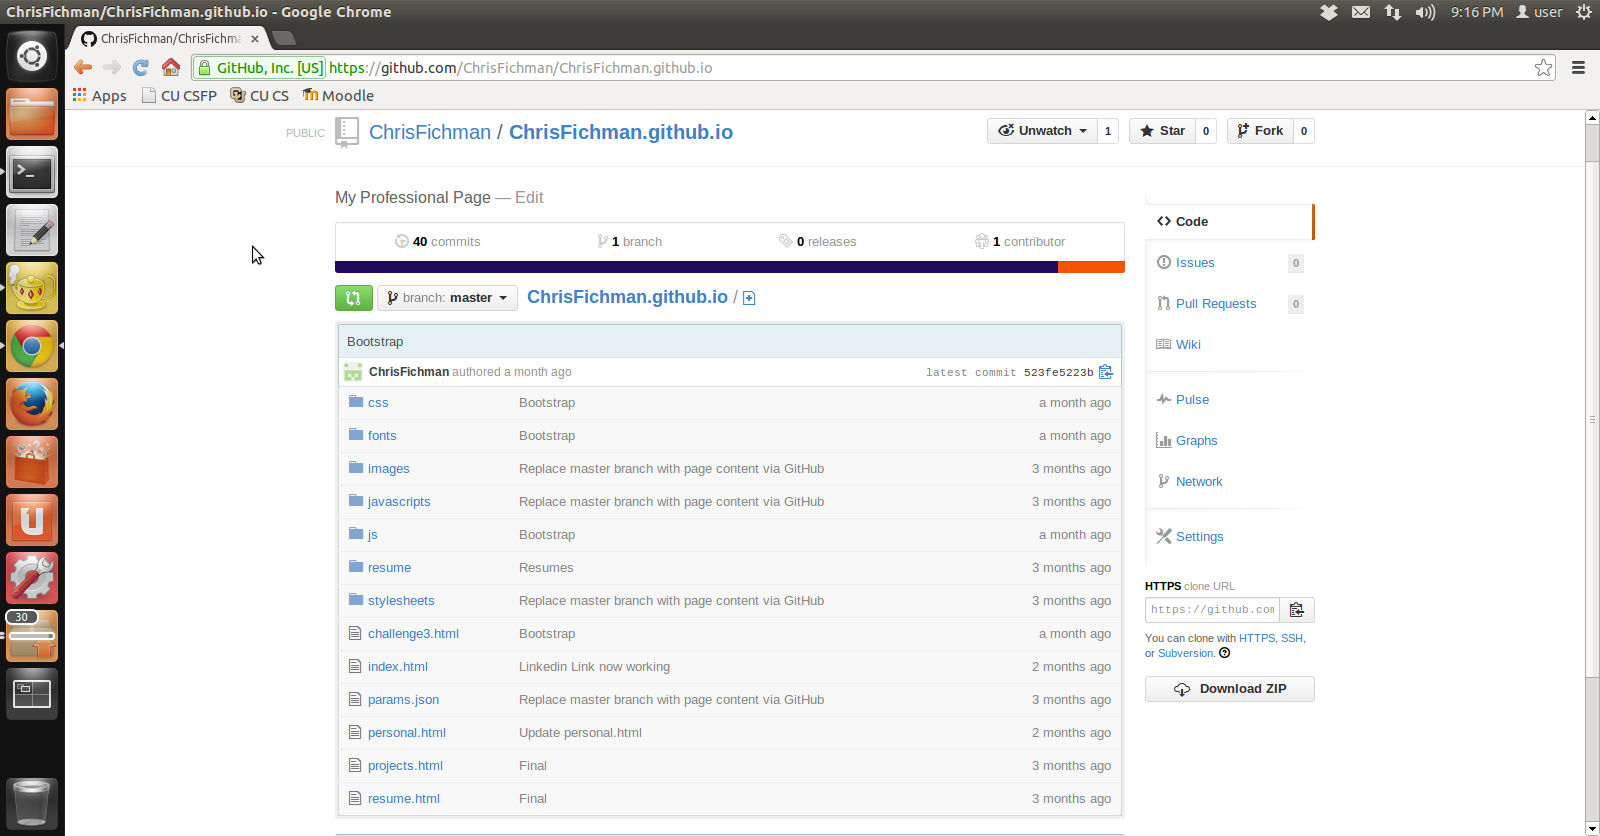 ChrisFichman/ChrisFichman.github.io - Google Chrome
9:16 PM user
ChrisFichman/ChrisFichma
GitHub, Inc. [US] https://github.com/ChrisFichman/ChrisFichman.github.io
Apps CU CSFP CU CS Moodle
PUBLIC ChrisFichman / ChrisFichman.github.io Unwatch 1 Star 0 Fork 0
My Professional Page — Edit
40 commits 1 branch 0 releases 1 contributor
branch: master ChrisFichman.github.io /
Bootstrap
ChrisFichman authored a month ago latest commit 523fe5223b
css Bootstrap a month ago
fonts Bootstrap a month ago
images Replace master branch with page content via GitHub 3 months ago
javascripts Replace master branch with page content via GitHub 3 months ago
js Bootstrap a month ago
resume Resumes 3 months ago
stylesheets Replace master branch with page content via GitHub 3 months ago
challenge3.html Bootstrap a month ago
index.html Linkedin Link now working 2 months ago
params.json Replace master branch with page content via GitHub 3 months ago
personal.html Update personal.html 2 months ago
projects.html Final 3 months ago
resume.html Final 3 months ago
Code
Issues 0
Pull Requests 0
Wiki
Pulse
Graphs
Network
Settings
HTTPS clone URL
https://github.com
You can clone with HTTPS, SSH,
or Subversion.
Download ZIP
30